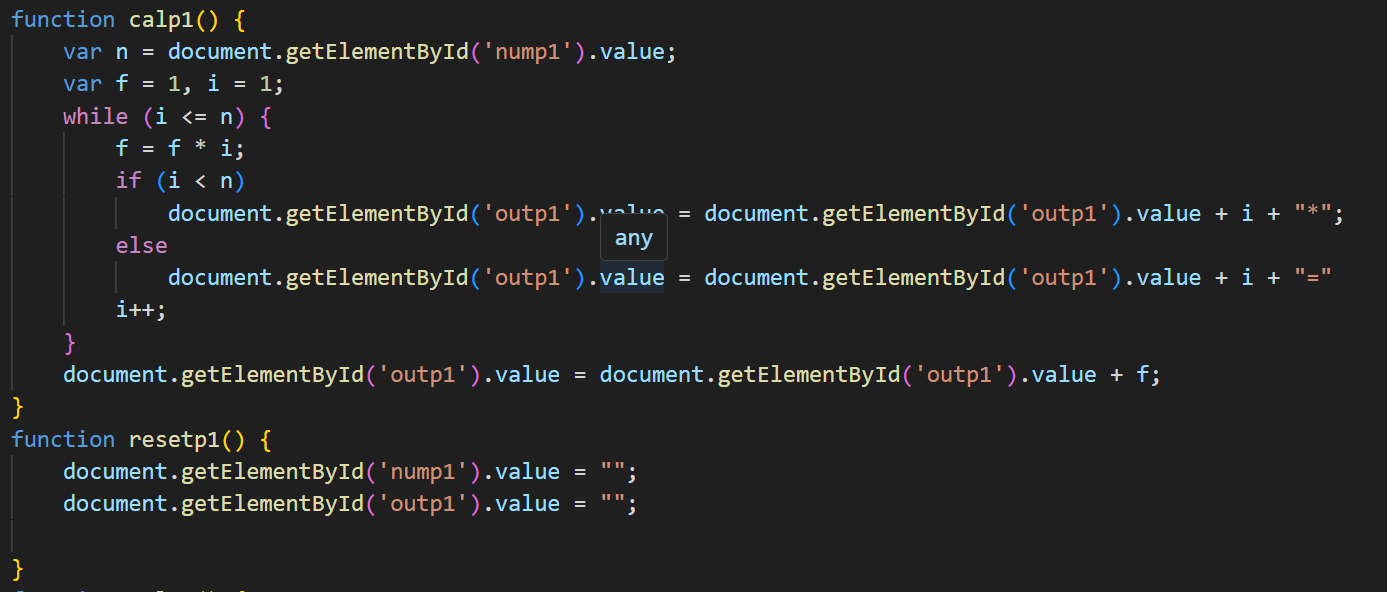 function calp1() {
    var n = document.getElementById('nump1').value;
    var f = 1, i = 1;
    while (i <= n) {
        f = f * i;
        if (i < n)
            document.getElementById('outp1').value = document.getElementById('outp1').value + i + "*";
any
        else
            document.getElementById('outp1').value = document.getElementById('outp1').value + i + "="
        i++;
    }
    document.getElementById('outp1').value = document.getElementById('outp1').value + f;
}
function resetp1() {
    document.getElementById('nump1').value = "";
    document.getElementById('outp1').value = "";
}